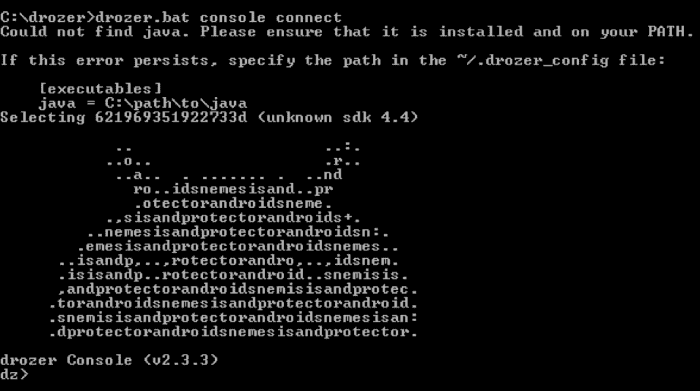 C:\drozer>drozer.bat console connect
Could not find java. Please ensure that it is installed and on your PATH.
If this error persists, specify the path in the ~/.drozer_config file:
[executables]
java = C:\path\to\java
Selecting 621969351922733d (unknown sdk 4.4)
.. ..:.
..o.. .r..
..a.. . ....... . ..nd
ro..idsnemesisand..pr
.otectorandroidsneme.
.,sisandprotectorandroids+.
..nemesisandprotectorandroidsn:.
.emesisandprotectorandroidsnemes..
..isandp,..,rotectorandro,..,idsnem.
.isisandp..rotectorandroid..snemisis.
,andprotectorandroidsnemisisandprotec.
.torandroidsnemesisandprotectorandroid.
.snemisisandprotectorandroidsnemesisan:
.dprotectorandroidsnemesisandprotector.
drozer Console (v2.3.3)
dz>